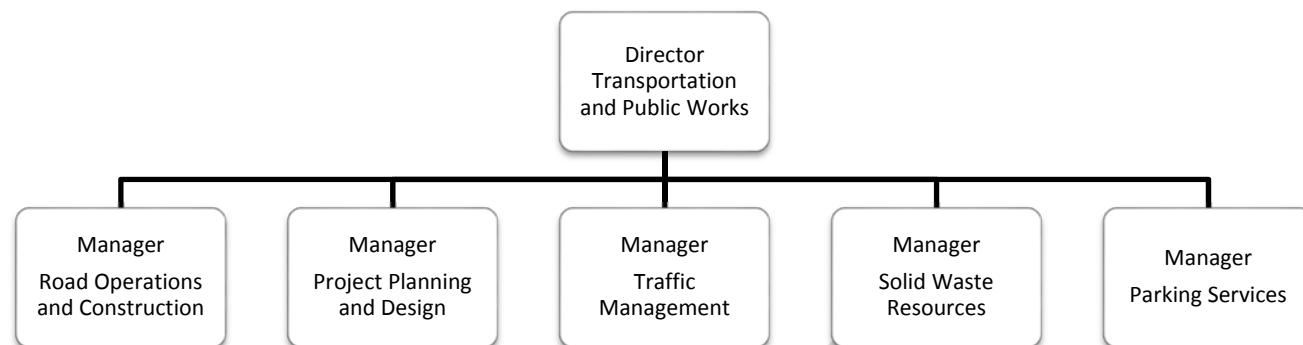 Director
Transportation
and Public Works
Manager
Road Operations
and Construction
Manager
Project Planning
and Design
Manager
Traffic
Management
Manager
Solid Waste
Resources
Manager
Parking Services